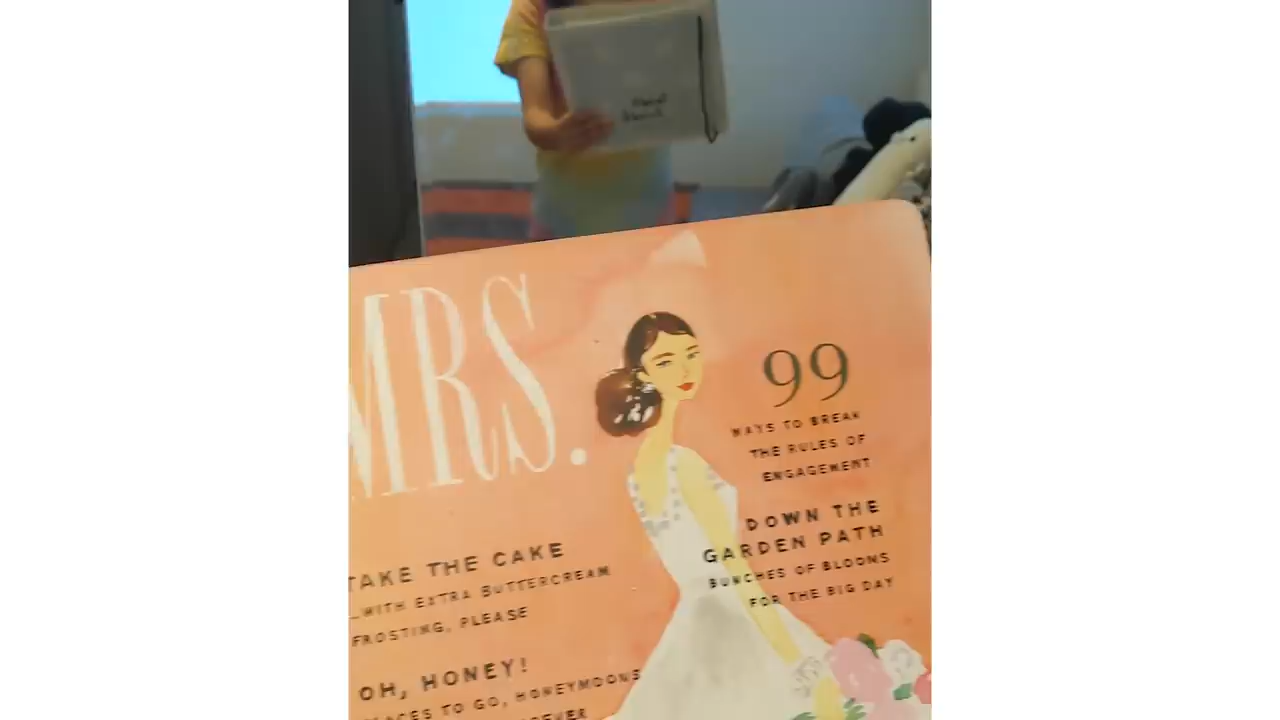 MRS.
99
WAYS TO BREAK
THE RULES OF
ENGAGEMENT
DOWN THE
GARDEN PATH
BUNCHES OF BLOOMS
FOR THE BIG DAY
TAKE THE CAKE
...WITH EXTRA BUTTERCREAM
FROSTING, PLEASE
OH, HONEY!
TO GO, HONEYMOONS